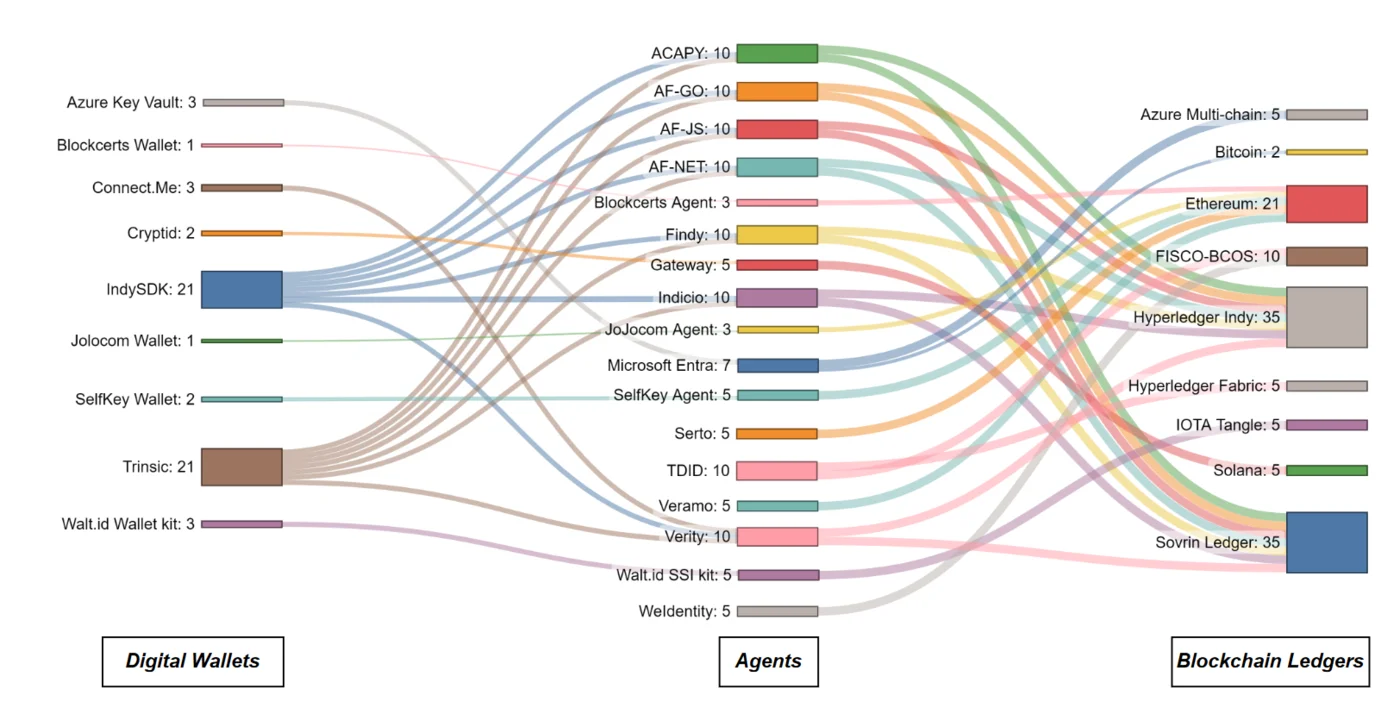 Azure Key Vault: 3
Blockcerts Wallet: 1
Connect.Me: 3
Cryptid: 2
IndySDK: 21
Jolocom Wallet: 1
SelfKey Wallet: 2
Trinsic: 21
Walt.id Wallet kit: 3
ACAPY: 10
AF-GO: 10
AF-JS: 10
AF-NET: 10
Blockcerts Agent: 3
Findy: 10
Gateway: 5
Indicio: 10
JoJocom Agent: 3
Microsoft Entra: 7
SelfKey Agent: 5
Serto: 5
TDID: 10
Veramo: 5
Verity: 10
Walt.id SSI kit: 5
WeIdentity: 5
Azure Multi-chain: 5
Bitcoin: 2
Ethereum: 21
FISCO-BCOS: 10
Hyperledger Indy: 35
Hyperledger Fabric: 5
IOTA Tangle: 5
Solana: 5
Sovrin Ledger: 35
Digital Wallets
Agents
Blockchain Ledgers